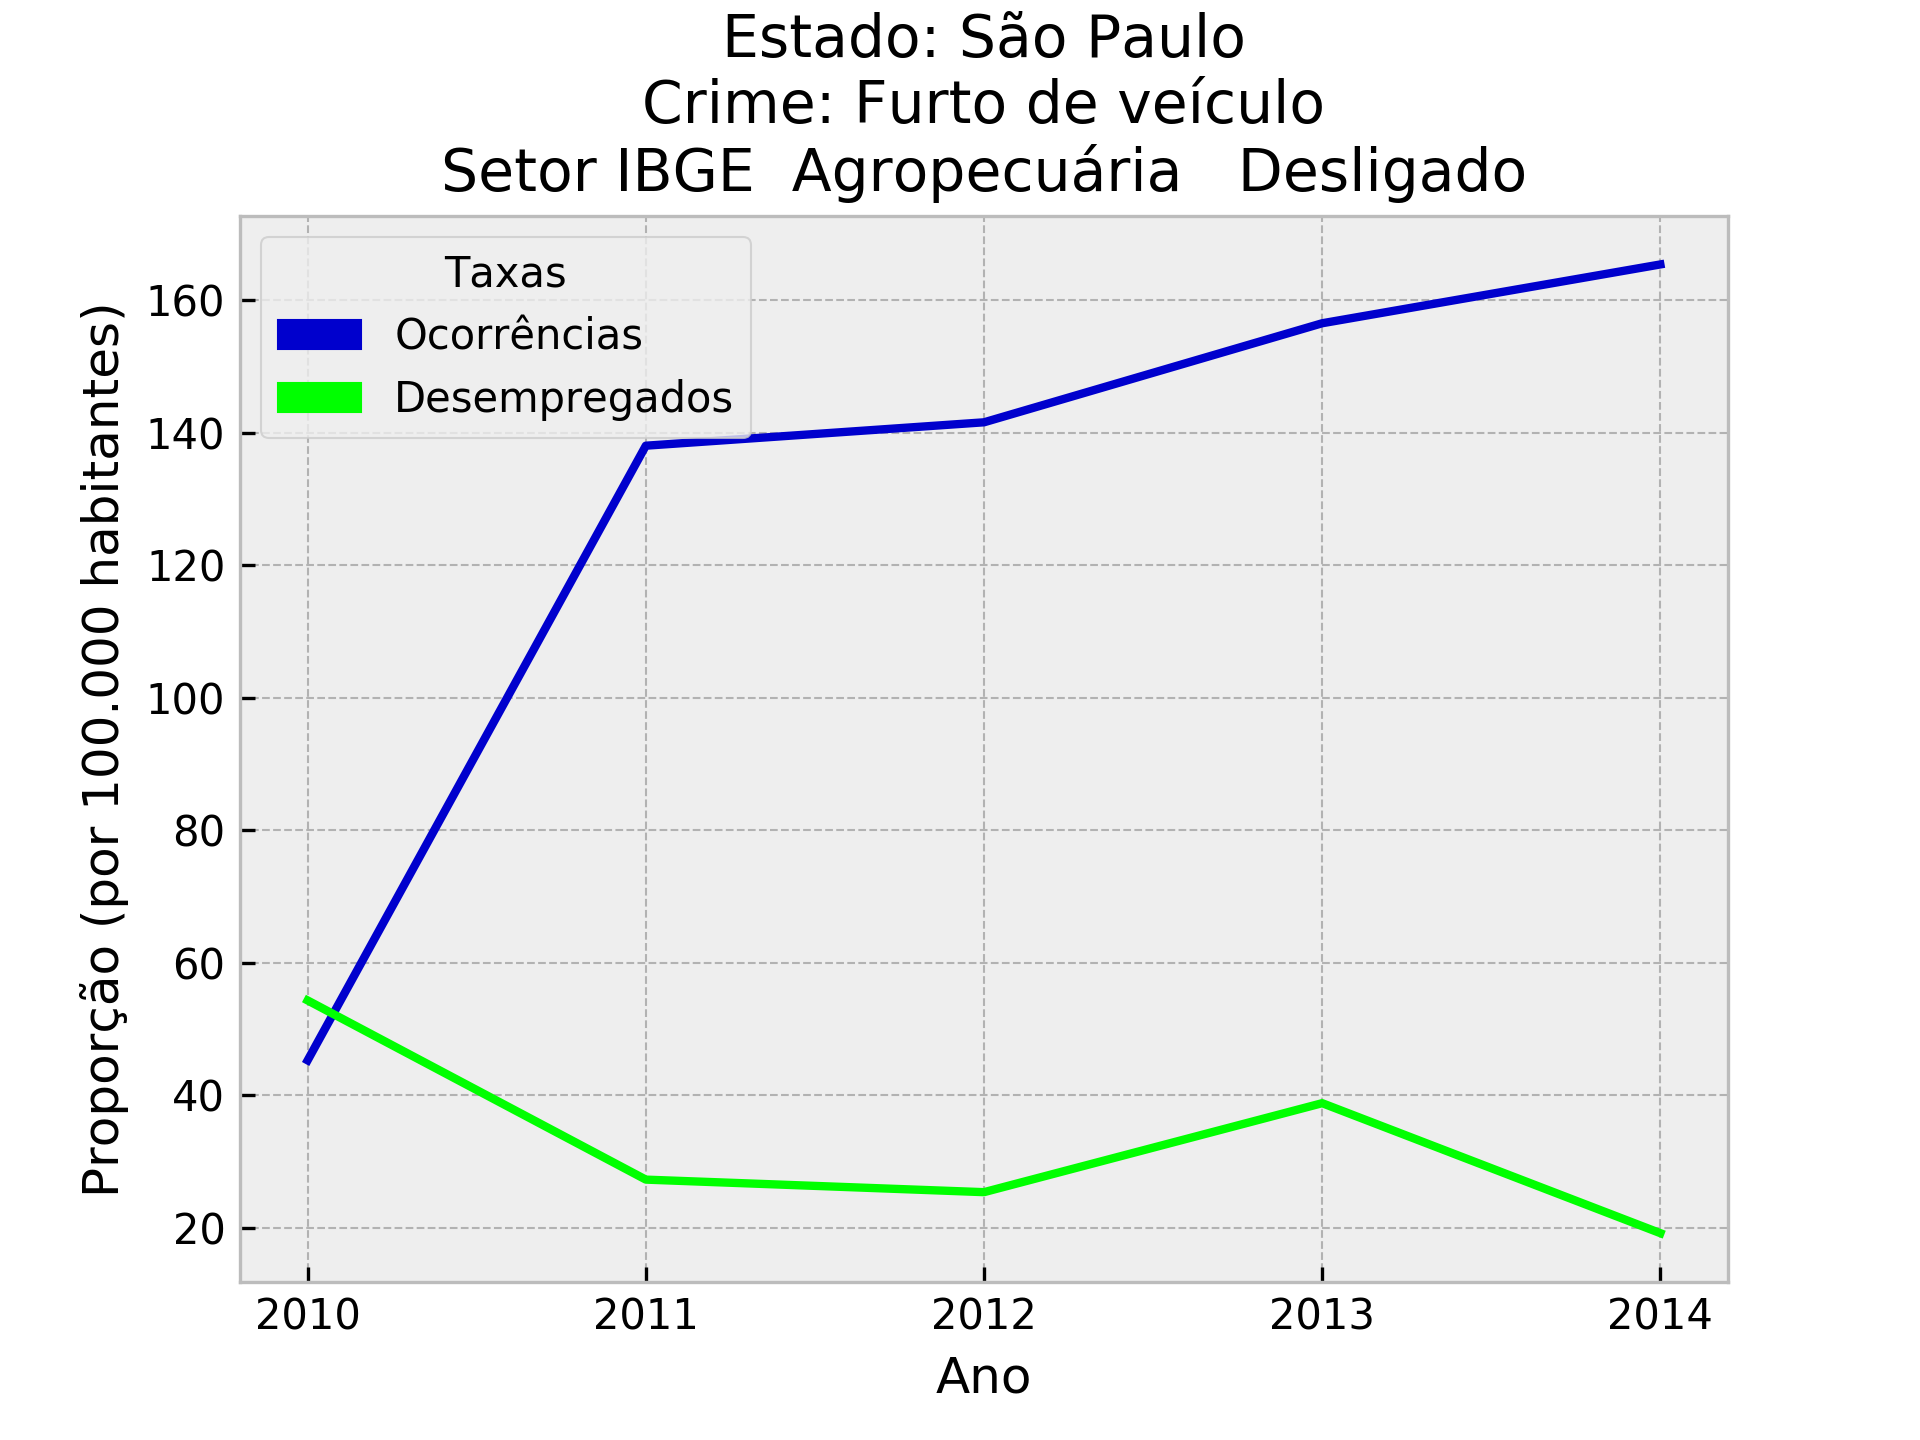 Estado: São Paulo
Crime: Furto de veículo
Setor IBGE  Agropecuária   Desligado
Taxas
Ocorrências
Desempregados
Proporção (por 100.000 habitantes)
160
140
120
100
80
60
40
20
2010
2011
2012
2013
2014
Ano